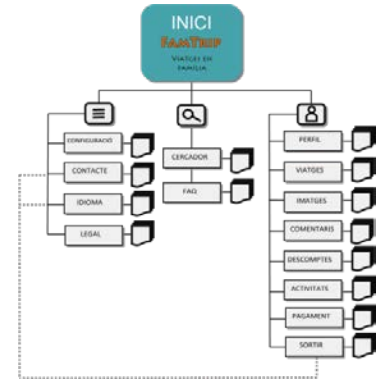 INICI
FAMTRIP
VIATGES EN
FAMÍLIA
CONFIGURACIÓ
CONTACTE
IDIOMA
LEGAL
CERCADOR
FAQ
PERFIL
VIATGES
IMATGES
COMENTARIS
DESCOMPTES
ACTIVITATS
PAGAMENT
SORTIR